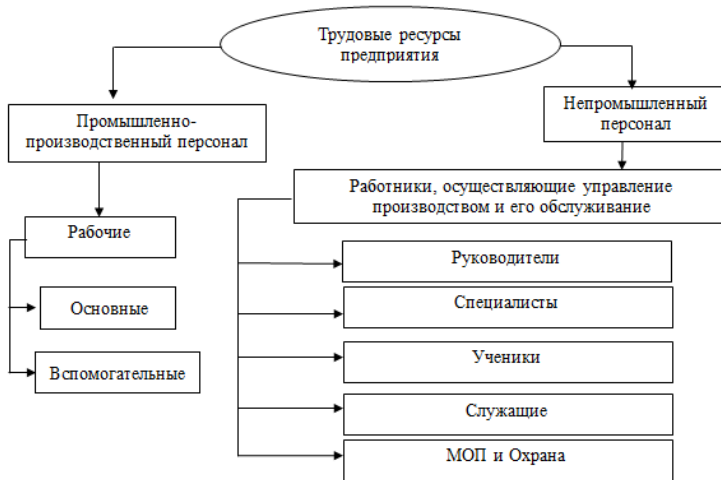 Трудовые ресурсы
предприятия
Промышленно-
производственный персонал
Непромышленный
персонал
Рабочие
Основные
Вспомогательные
Работники, осуществляющие управление
производством и его обслуживание
Руководители
Специалисты
Ученики
Служащие
МОП и Охрана